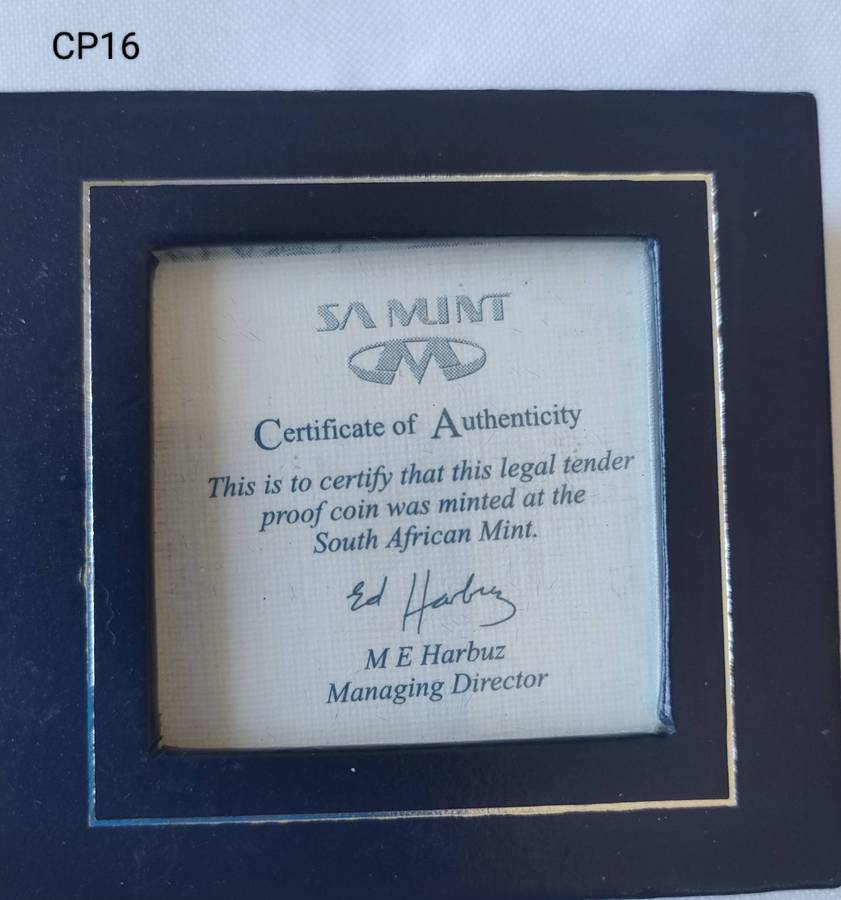 CP16
SA MINT
Certificate of Authenticity
This is to certify that this legal tender
proof coin was minted at the
South African Mint.
Ed Harbuz
M E Harbuz
Managing Director